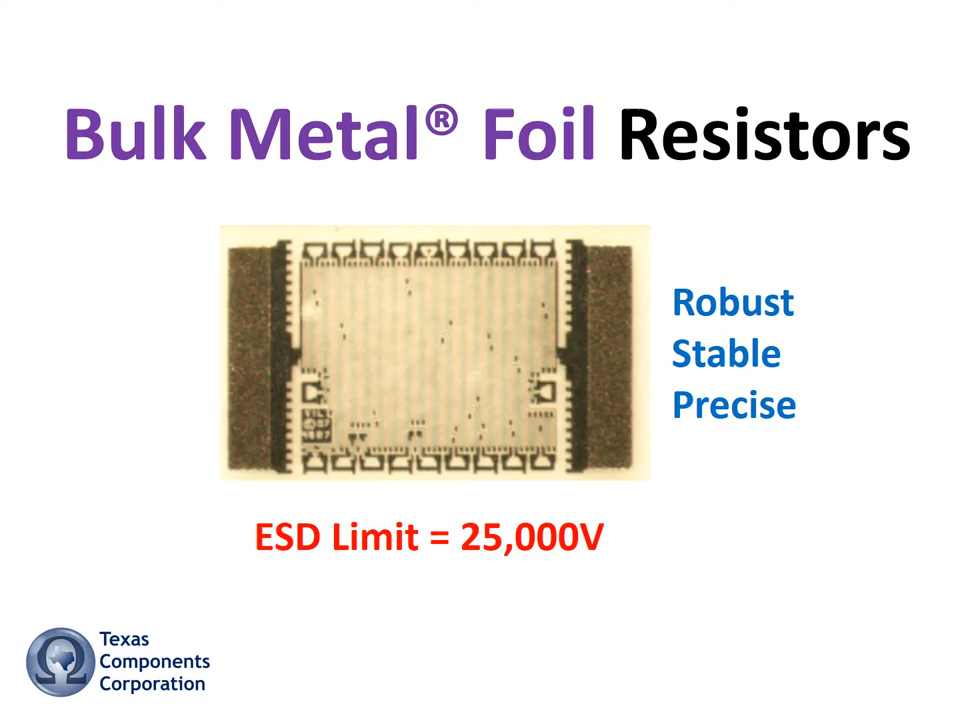 Bulk Metal® Foil Resistors
Robust
Stable
Precise
ESD Limit = 25,000V
Texas
Components
Corporation